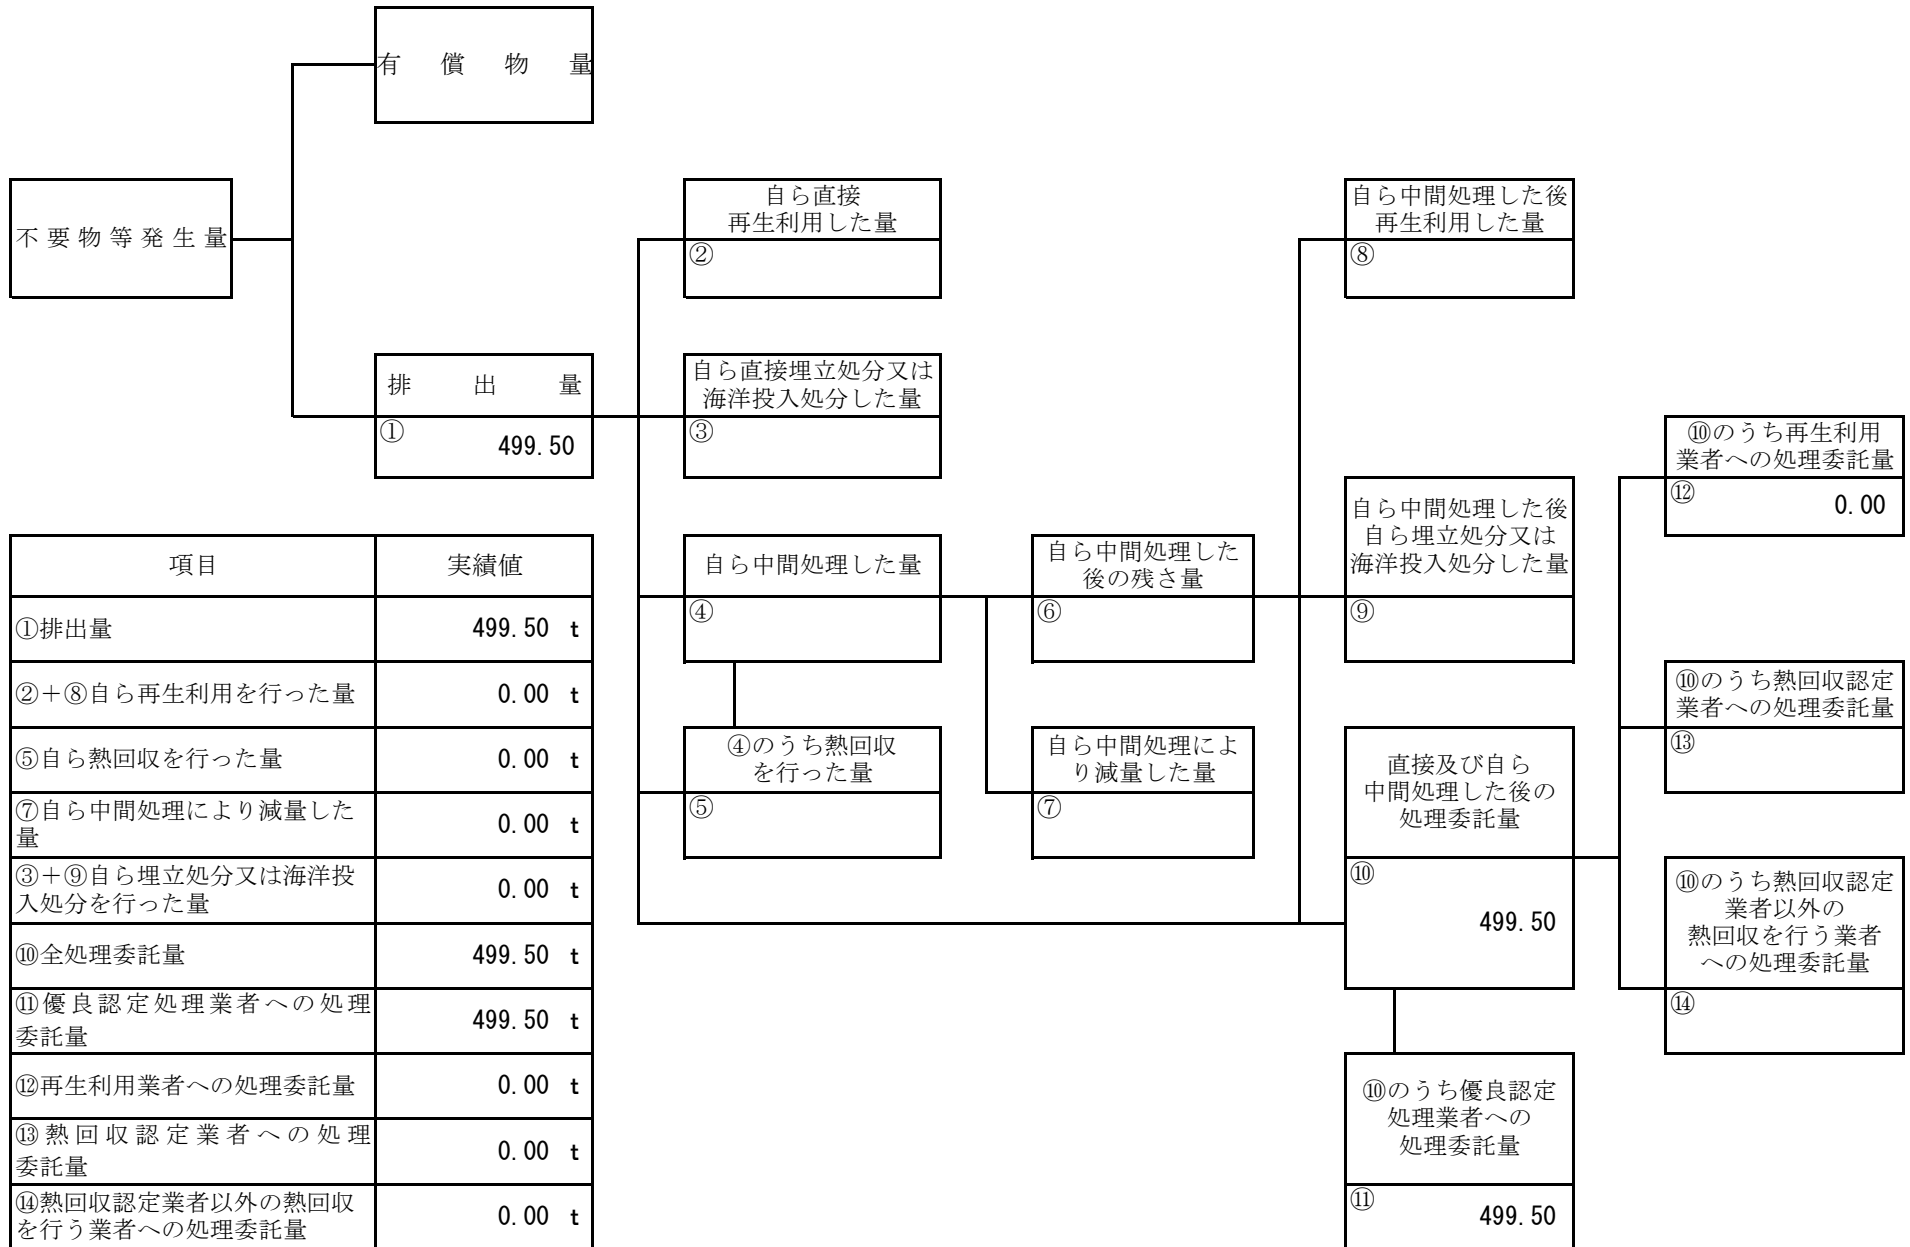 有償物量
不要物等発生量
自ら直接
再生利用した量
②
自ら中間処理した後
再生利用した量
⑧
排出量
①
499.50
自ら直接埋立処分又は
海洋投入処分した量
③
⑩のうち再生利用
業者への処理委託量
⑫
0.00
自ら中間処理した量
④
自ら中間処理した
後の残さ量
⑥
自ら中間処理した後
自ら埋立処分又は
海洋投入処分した量
⑨
⑩のうち熱回収認定
業者への処理委託量
⑬
④のうち熱回収
を行った量
⑤
自ら中間処理によ
り減量した量
⑦
直接及び自ら
中間処理した後の
処理委託量
⑩
499.50
⑩のうち熱回収認定
業者以外の
熱回収を行う業者
への処理委託量
⑭
⑩のうち優良認定
処理業者への
処理委託量
⑪
499.50
項目 実績値
①排出量 499.50 t
②＋⑧自ら再生利用を行った量 0.00 t
⑤自ら熱回収を行った量 0.00 t
⑦自ら中間処理により減量した
量 0.00 t
③＋⑨自ら埋立処分又は海洋投
入処分を行った量 0.00 t
⑩全処理委託量 499.50 t
⑪優良認定処理業者への処理
委託量 499.50 t
⑫再生利用業者への処理委託量 0.00 t
⑬熱回収認定業者への処理
委託量 0.00 t
⑭熱回収認定業者以外の熱回収
を行う業者への処理委託量 0.00 t